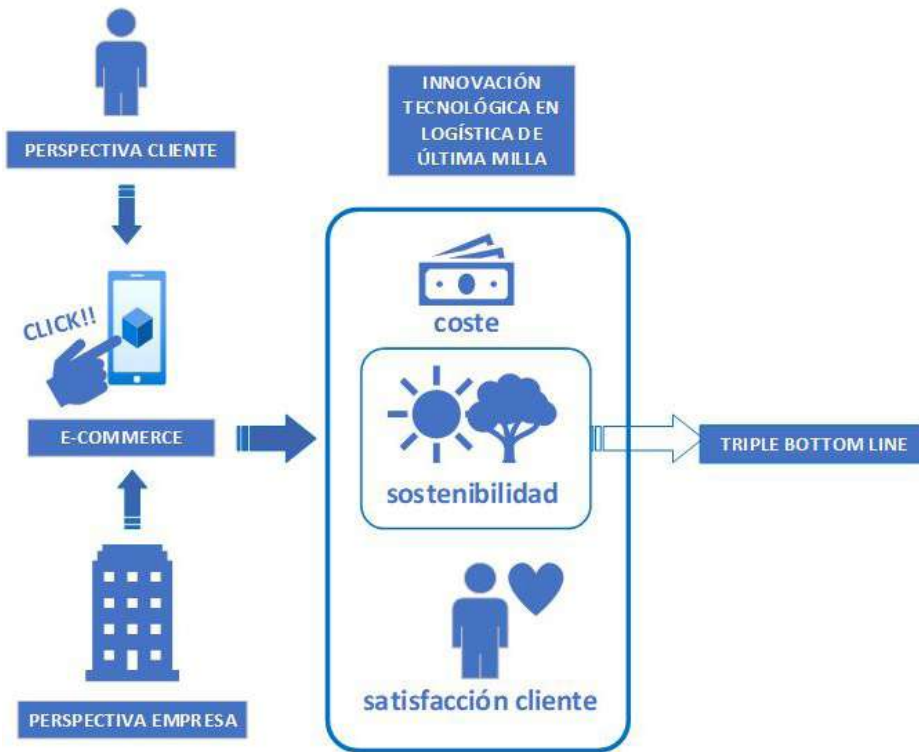 PERSPECTIVA CLIENTE
CLICK!!
E-COMMERCE
PERSPECTIVA EMPRESA
INNOVACIÓN
TECNOLÓGICA EN
LOGÍSTICA DE
ÚLTIMA MILLA
coste
sostenibilidad
satisfacción cliente
TRIPLE BOTTOM LINE